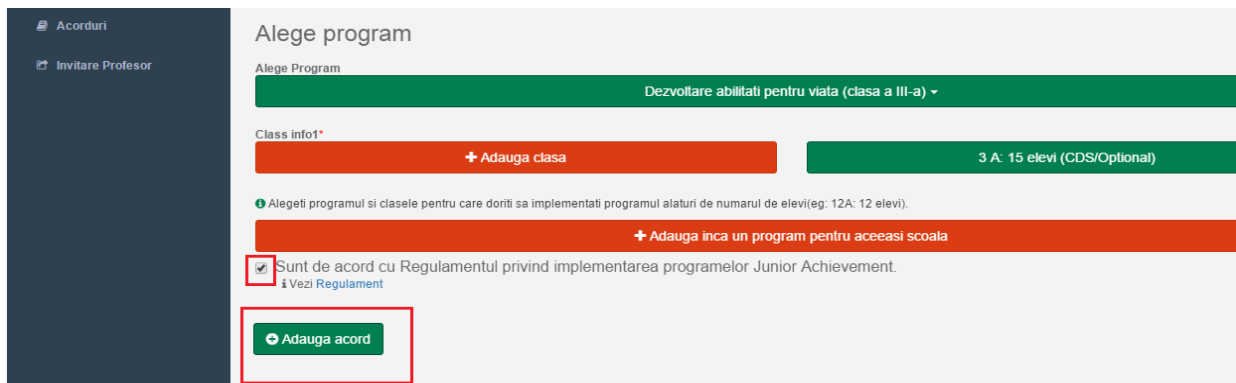 Acorduri
Invitare Profesor
Alege program
Alege Program
Dezvoltare abilitati pentru viata (clasa a III-a)
Class info1*
+ Adauga clasa
3 A: 15 elevi (CDS/Optional)
Alegeti programul si clasele pentru care doriti sa implementati programul alaturi de numarul de elevi(eg: 12A: 12 elevi).
+ Adauga inca un program pentru aceeasi scoala
Sunt de acord cu Regulamentul privind implementarea programelor Junior Achievement.
i Vezi Regulament
Adauga acord